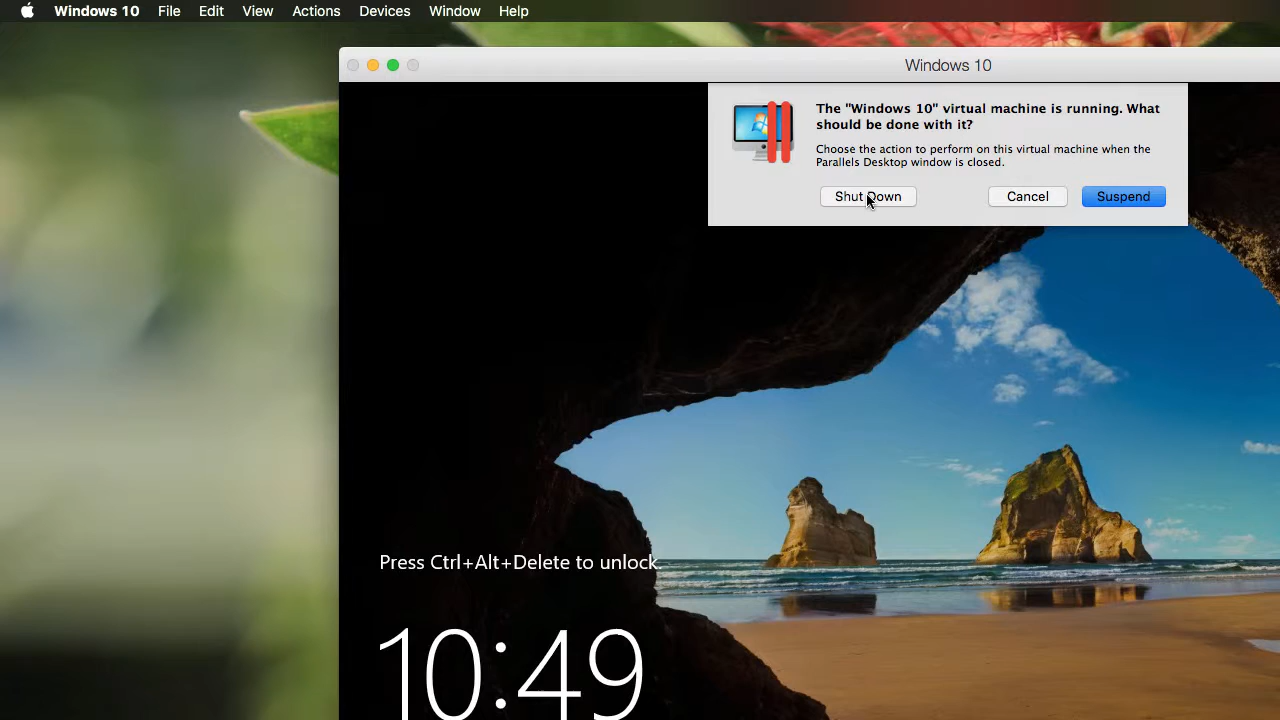 Windows 10 File Edit View Actions Devices Window Help
Windows 10
The "Windows 10" virtual machine is running. What
should be done with it?
Choose the action to perform on this virtual machine when the
Parallels Desktop window is closed.
Shut Down Cancel Suspend
Press Ctrl+Alt+Delete to unlock.
10:49